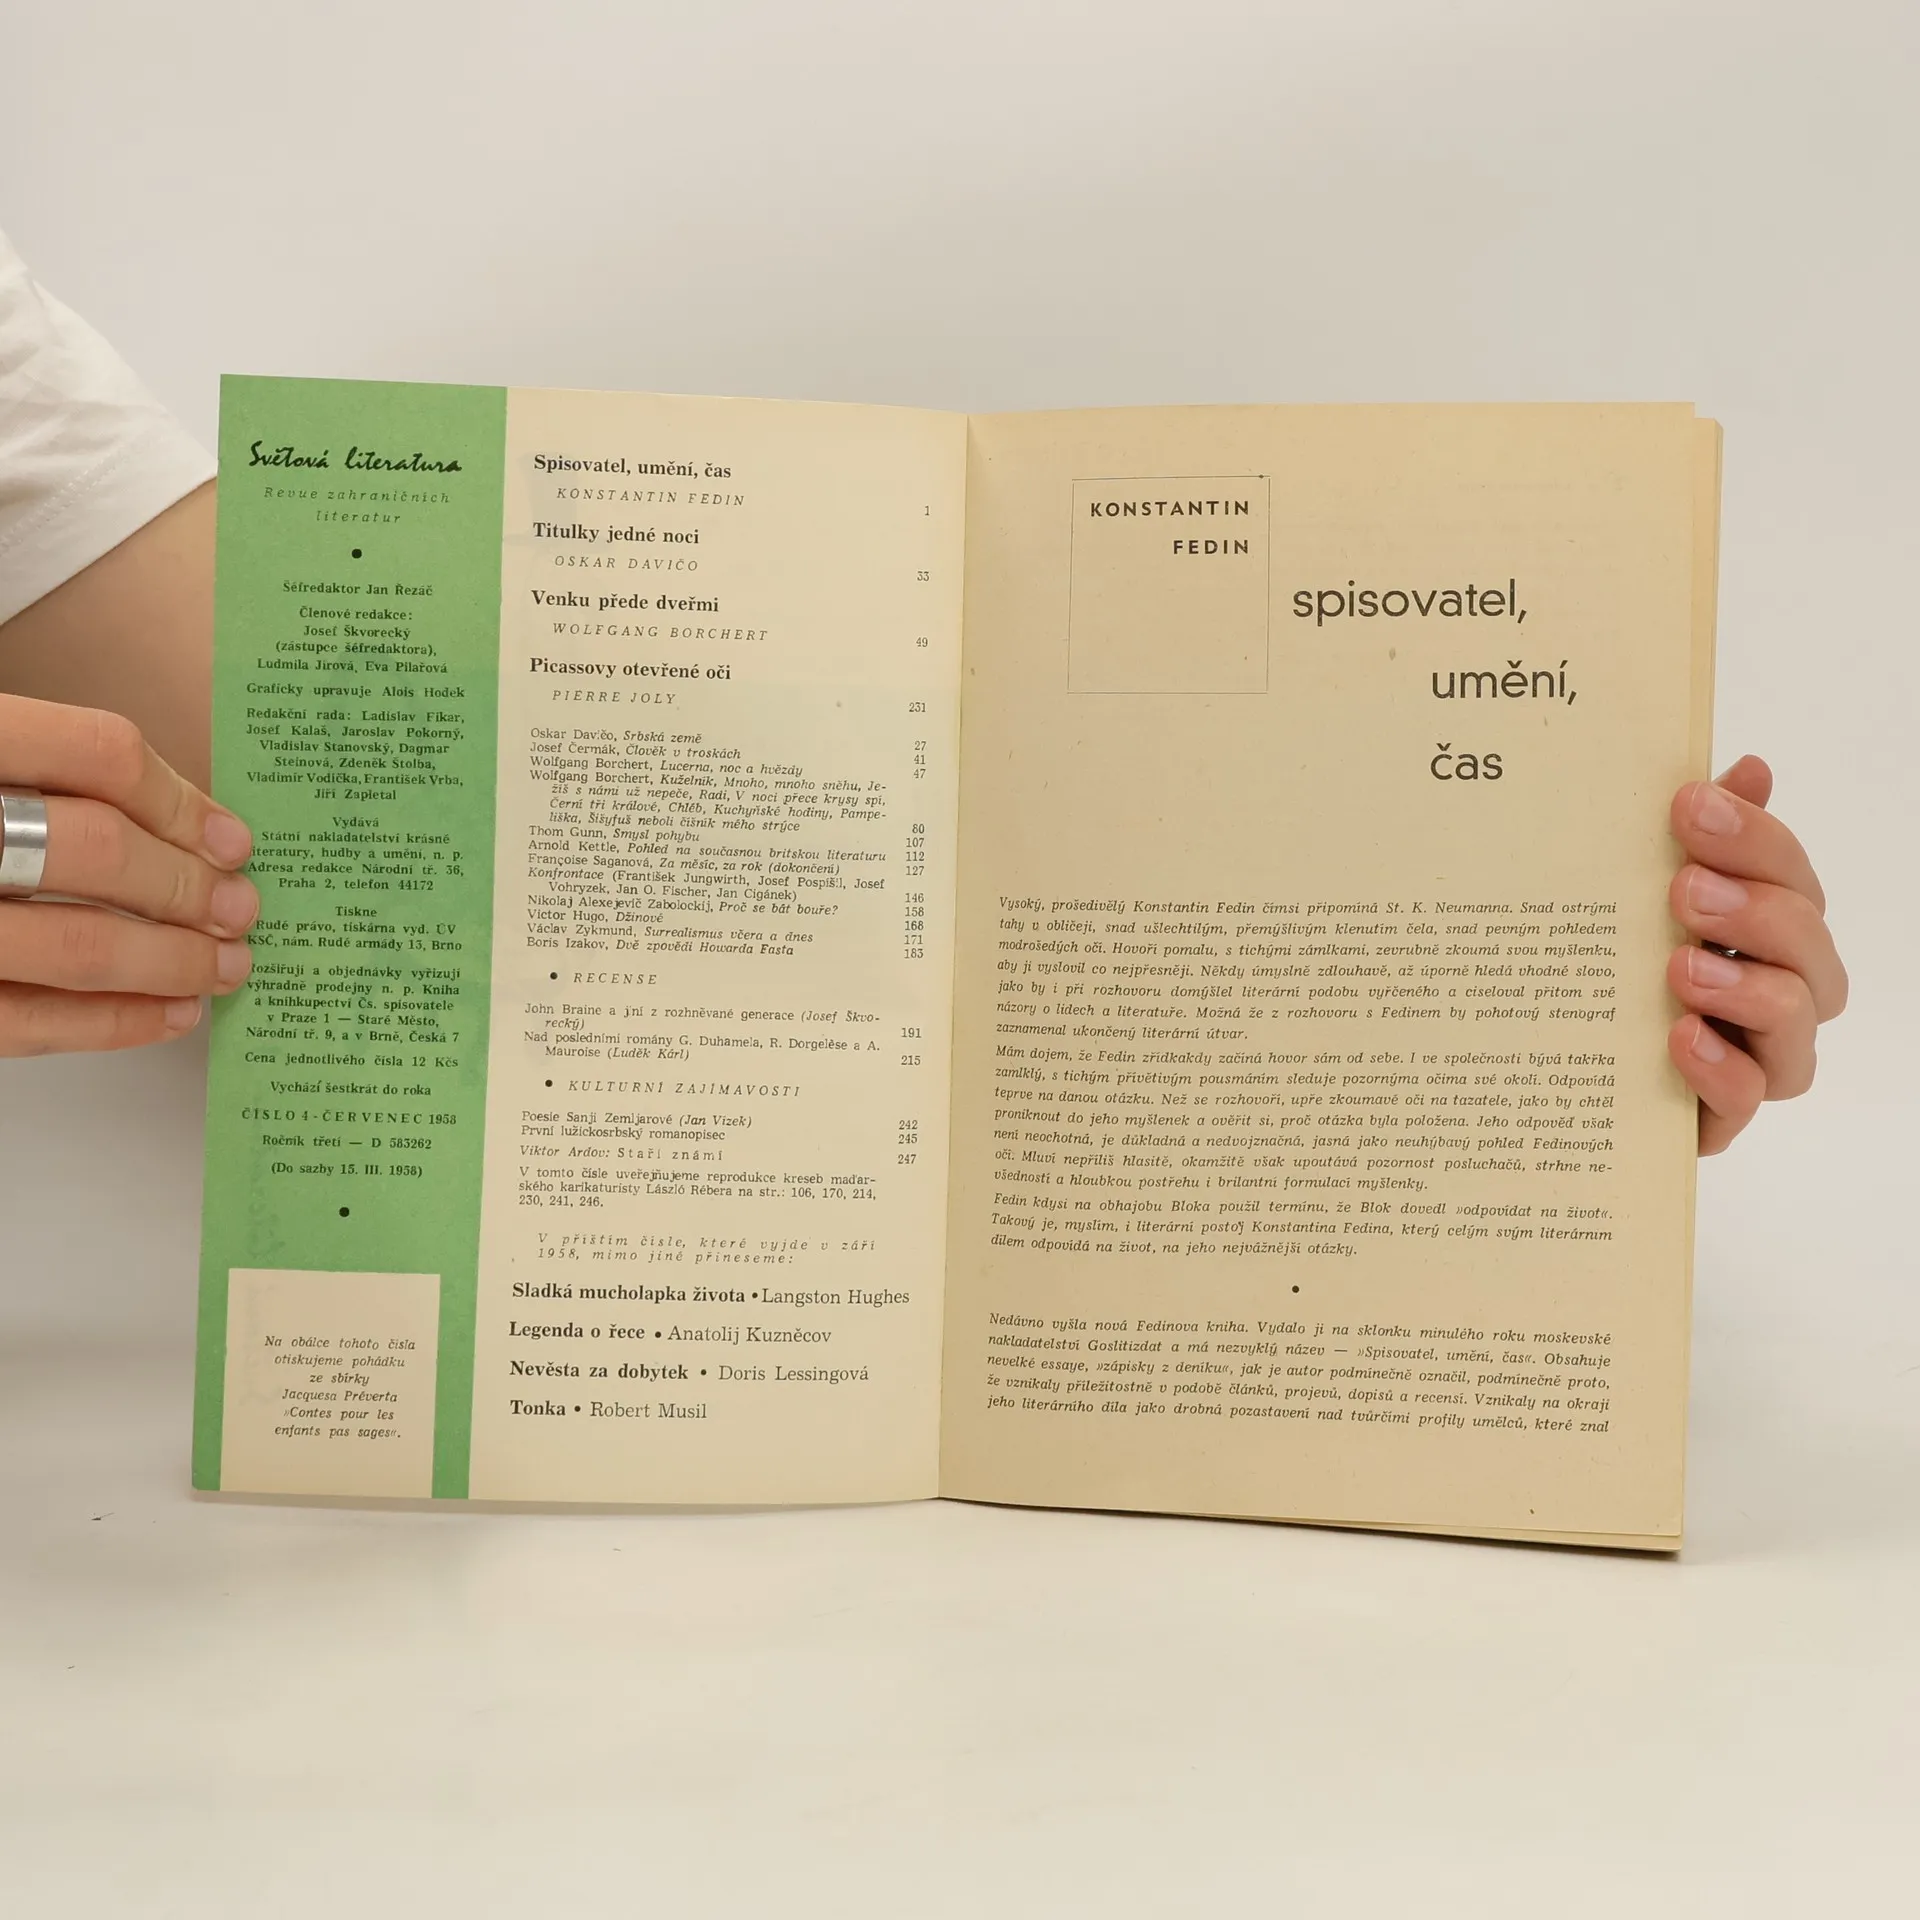 Světová literatura
Revue zahraničních
literatur
Šéfredaktor Jan Řezáč
Členové redakce:
Josef Škvorecký
(zástupce šéfredaktora),
Ludmila Jirová, Eva Pilařová
Graficky upravuje Alois Hodek
Redakční rada: Ladislav Fikar,
Josef Kalaš, Jaroslav Pokorný,
Vladislav Stanovský, Dagmar
Steinová, Zdeněk Štolba,
Vladimír Vodička, František Vrba,
Jiří Zapletal
Vydává
Státní nakladatelství krásné
literatury, hudby a umění, n. p.
Adresa redakce Národní tř. 36,
Praha 2, telefon 44172
Tiskne
Rudé právo, tiskárna vyd. ÚV
KSČ, nám. Rudé armády 13, Brno
Rozšiřují a objednávky vyřizují
výhradně prodejny n. p. Kniha
a knihkupectví Čs. spisovatele
v Praze 1 — Staré Město,
Národní tř. 9, a v Brně, Česká 7
Cena jednotlivého čísla 12 Kčs
Vychází šestkrát do roka
ČÍSLO 4 - ČERVENEC 1958
Ročník třetí — D 583262
(Do sazby 15. III. 1958)
Na obálce tohoto čísla
otiskujeme pohádku
ze sbírky
Jacquesa Préverta
»Contes pour les
enfants pas sages«.
Spisovatel, umění, čas
KONSTANTIN FEDIN 1
Titulky jedné noci
OSKAR DAVIČO 33
Venku přede dveřmi
WOLFGANG BORCHERT 49
Picassovy otevřené oči
PIERRE JOLY 231
Oskar Davičo, Srbská země 27
Josef Čermák, Člověk v troskách 41
Wolfgang Borchert, Lucerna, noc a hvězdy 47
Wolfgang Borchert, Kuželník, Mnoho, mnoho sněhu, Je-
žíš s námi už nepeče, Radi, V noci přece krysy spí,
Černí tři králové, Chléb, Kuchyňské hodiny, Pampe-
liška, Šišyfuš neboli číšník mého strýce 80
Thom Gunn, Smysl pohybu 107
Arnold Kettle, Pohled na současnou britskou literaturu 112
Françoise Saganová, Za měsíc, za rok (dokončení) 127
Konfrontace (František Jungwirth, Josef Pospíšil, Josef
Vohryzek, Jan O. Fischer, Jan Cigánek) 146
Nikolaj Alexejevič Zabolockij, Proč se bát bouře? 158
Victor Hugo, Džinové 168
Václav Zykmund, Surrealismus včera a dnes 171
Boris Izakov, Dvě zpovědi Howarda Fasta 183
RECENSE
John Braine a jiní z rozhněvané generace (Josef Škvo-
recký) 191
Nad posledními romány G. Duhamela, R. Dorgelèse a A.
Mauroise (Luděk Kárl) 215
KULTURNÍ ZAJÍMAVOSTI
Poesie Sanji Zemljarové (Jan Vizek) 242
První lužickosrbský romanopisec 245
Viktor Ardov: Staří známí 247
V tomto čísle uveřejňujeme reprodukce kreseb maďar-
ského karikaturisty László Rébera na str.: 106, 170, 214,
230, 241, 246.
V příštím čísle, které vyjde v září
1958, mimo jiné přineseme:
Sladká mucholapka života • Langston Hughes
Legenda o řece • Anatolij Kuzněcov
Nevěsta za dobytek • Doris Lessingová
Tonka • Robert Musil
KONSTANTIN
FEDIN
spisovatel,
umění,
čas
Vysoký, prošedivělý Konstantin Fedin čímsi připomíná St. K. Neumanna. Snad ostrými
tahy v obličeji, snad ušlechtilým, přemýšlivým klenutím čela, snad pevným pohledem
modrošedých očí. Hovoří pomalu, s tichými zámlkami, zevrubně zkoumá svou myšlenku,
aby ji vyslovil co nejpřesněji. Někdy úmyslně zdlouhavě, až úporně hledá vhodné slovo,
jako by i při rozhovoru domýšlel literární podobu vyřčeného a ciseloval přitom své
názory o lidech a literatuře. Možná že z rozhovoru s Fedinem by pohotový stenograf
zaznamenal ukončený literární útvar.
Mám dojem, že Fedin zřídkakdy začíná hovor sám od sebe. I ve společnosti bývá takřka
zamlklý, s tichým přívětivým pousmáním sleduje pozornýma očima své okolí. Odpovídá
teprve na danou otázku. Než se rozhovoří, upře zkoumavé oči na tazatele, jako by chtěl
proniknout do jeho myšlenek a ověřit si, proč otázka byla položena. Jeho odpověď však
není neochotná, je důkladná a nedvojznačná, jasná jako neuhýbavý pohled Fedinových
očí. Mluví nepříliš hlasitě, okamžitě však upoutává pozornost posluchačů, strhne ne-
všedností a hloubkou postřehu i brilantní formulací myšlenky.
Fedin kdysi na obhajobu Bloka použil termínu, že Blok dovedl »odpovídat na život«.
Takový je, myslím, i literární postoj Konstantina Fedina, který celým svým literárním
dílem odpovídá na život, na jeho nejvážnější otázky.
Nedávno vyšla nová Fedinova kniha. Vydalo ji na sklonku minulého roku moskevské
nakladatelství Goslitizdat a má nezvyklý název — »Spisovatel, umění, čas«. Obsahuje
nevelké essaye, »zápisky z deníku«, jak je autor podmínečně označil, podmínečně proto,
že vznikaly příležitostně v podobě článků, projevů, dopisů a recensí. Vznikaly na okraji
jeho literárního díla jako drobná pozastavení nad tvůrčími profily umělců, které znal